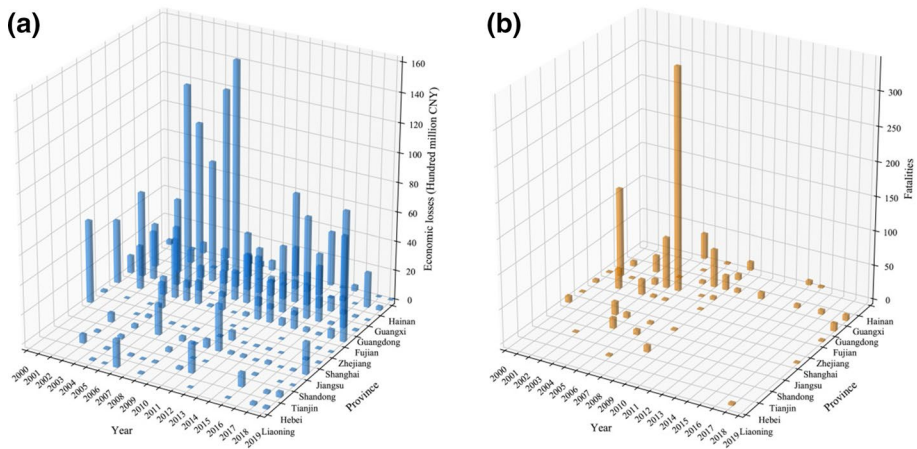 (a)
160
140
120
100
80
60
40
20
0
Economic losses (Hundred million CNY)
2000
2001
2002
2003
2004
2005
2006
2007
2008
2009
2010
2011
2012
2013
2014
2015
2016
2017
2018
2019
Year
Hainan
Guangxi
Guangdong
Fujian
Zhejiang
Shanghai
Jiangsu
Shandong
Tianjin
Hebei
Liaoning
Province
(b)
300
250
200
150
100
50
0
Fatalities
2000
2001
2002
2003
2004
2005
2006
2007
2008
2009
2010
2011
2012
2013
2014
2015
2016
2017
2018
2019
Year
Hainan
Guangxi
Guangdong
Fujian
Zhejiang
Shanghai
Jiangsu
Shandong
Tianjin
Hebei
Liaoning
Province